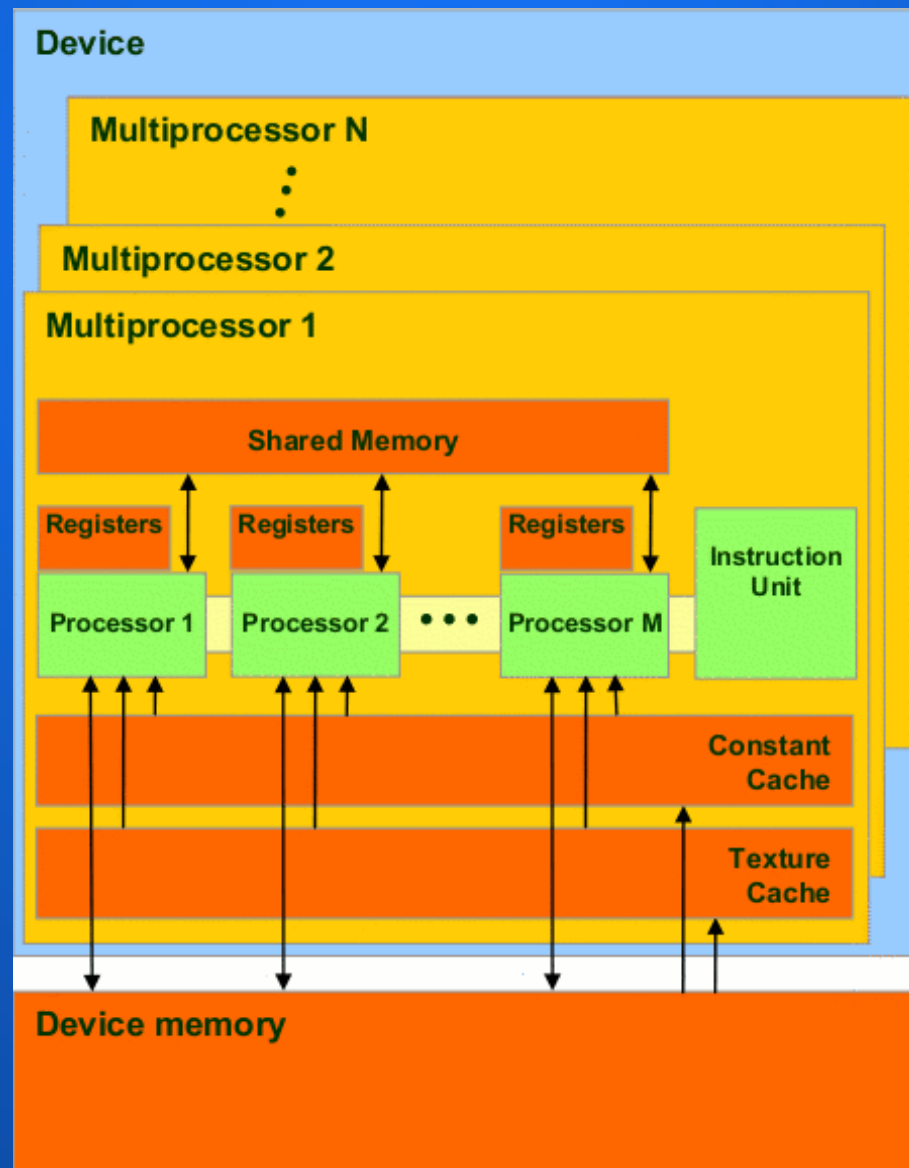 Device
Multiprocessor N
Multiprocessor 2
Multiprocessor 1
Shared Memory
Registers Registers Registers
Instruction
Unit
Processor 1 Processor 2 ••• Processor M
Constant
Cache
Texture
Cache
Device memory